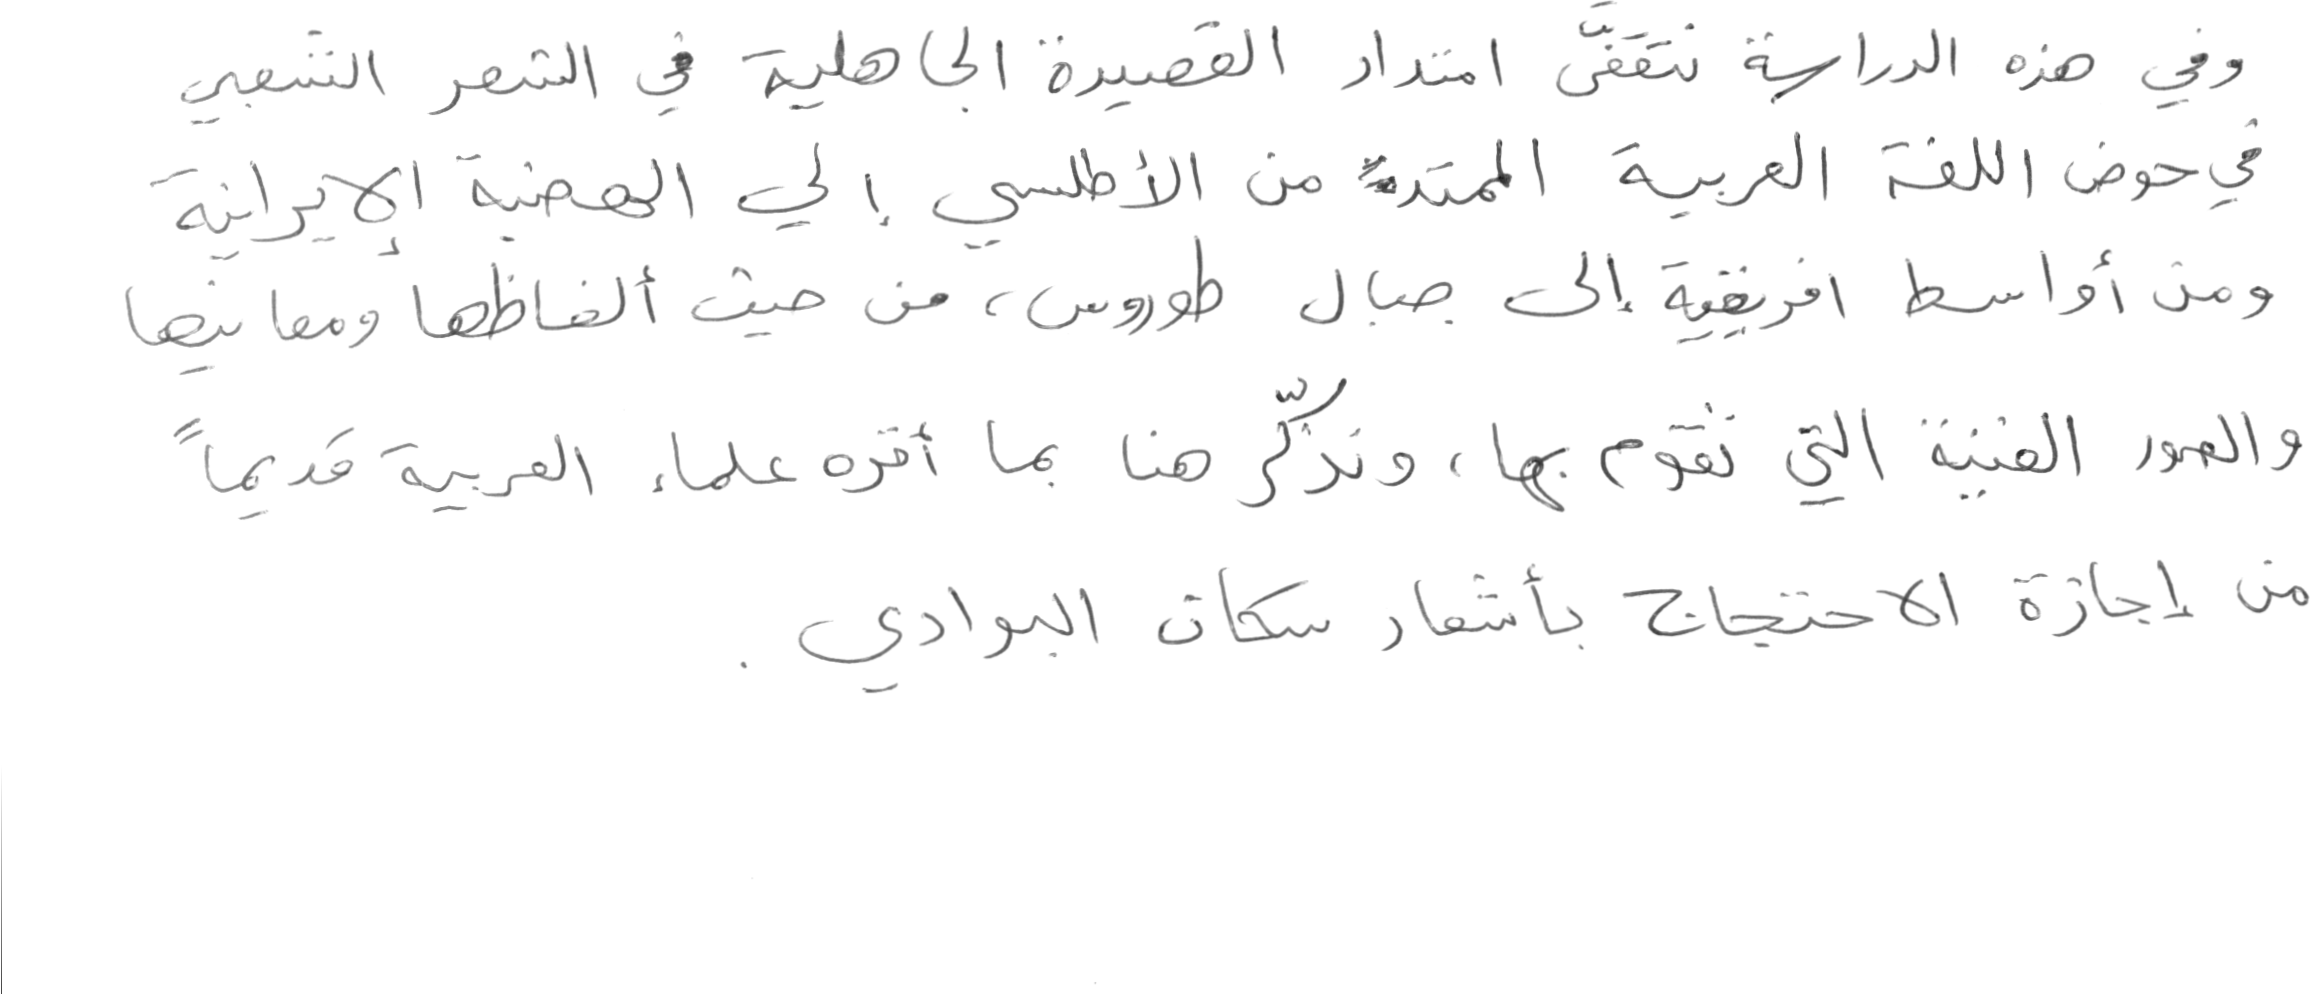 وفي هذه الدراسة نتقفّى امتداد القصيدة الجاهلية في الشعر الشعبي
في حوض اللغة العربية الممتدة من الأطلسي إلي الهضبة الإيرانية
ومن أواسط افريقية إلى جبال طوروس، من حيث ألفاظها ومعانيها
والصور الفنية التي تقوم بها، ونذكّر هنا بما أقره علماء العربية قديماً
من إجازة الاحتجاج بأشعار سكان البوادي.